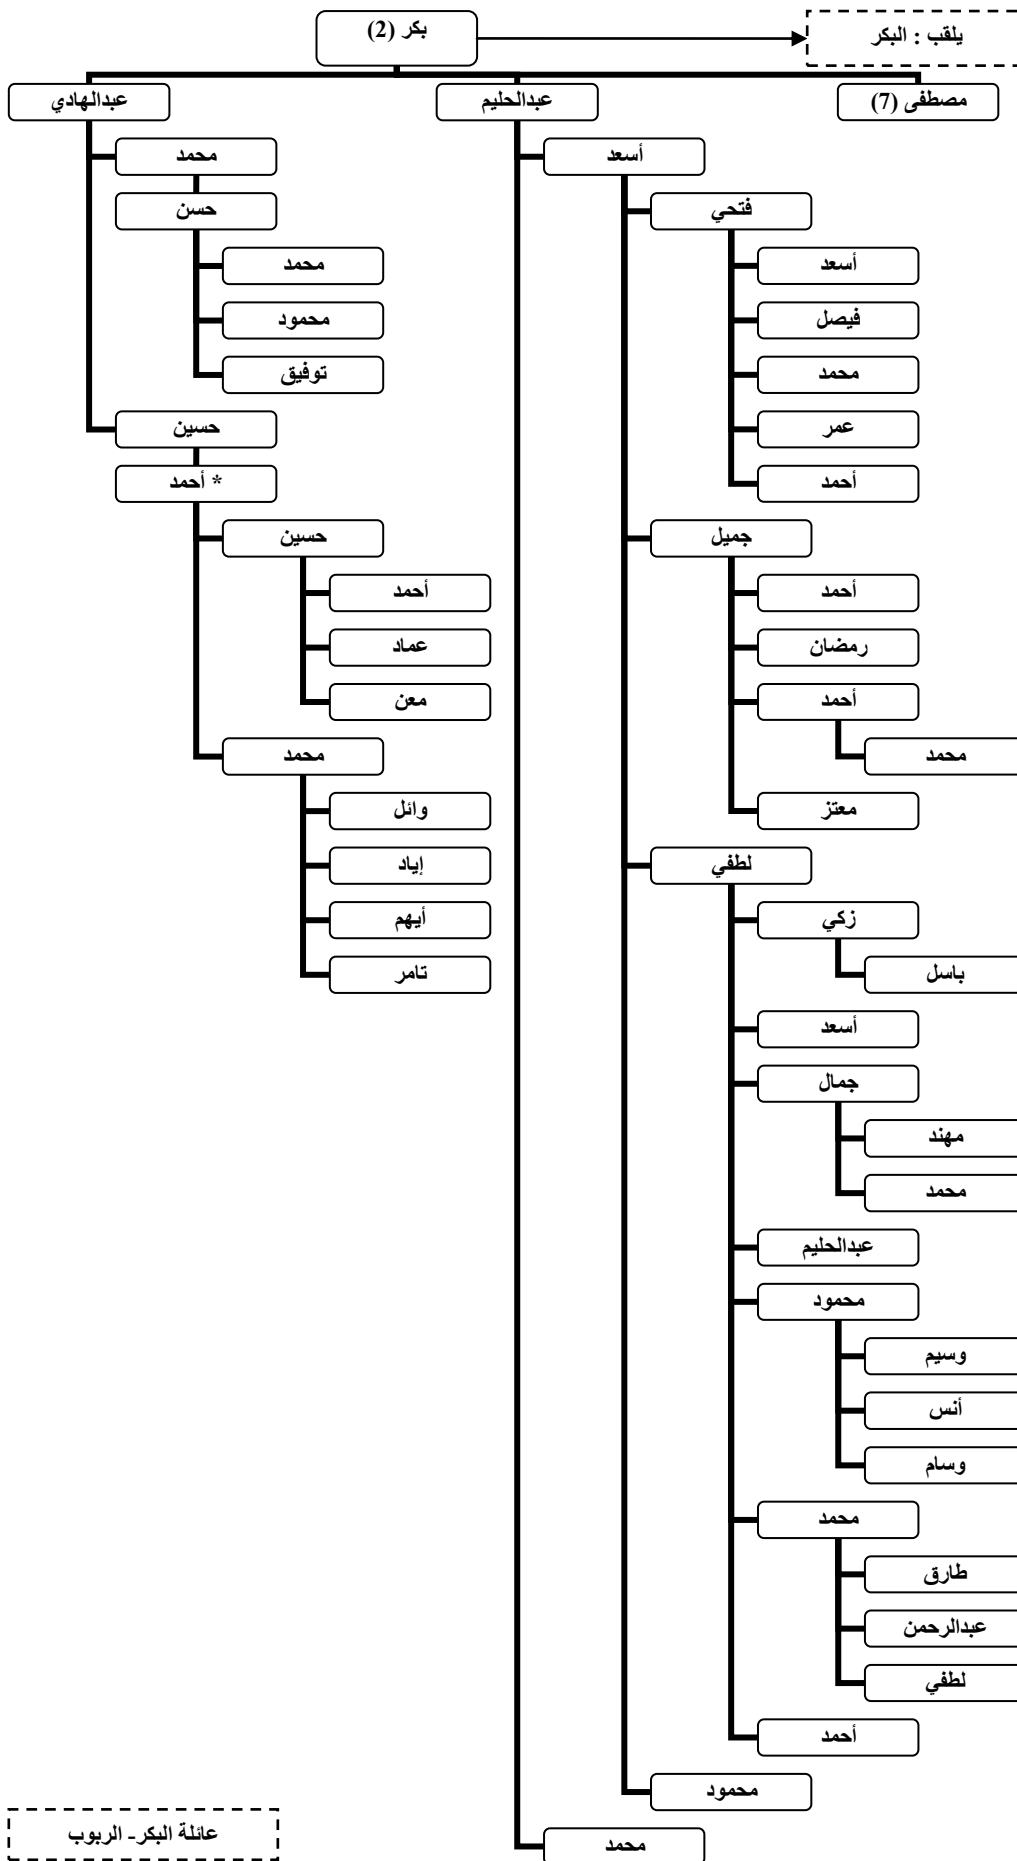 بكر (2)
يلقب : البكر
مصطفى (7)
عبدالحليم
عبدالهادي
أسعد
فتحي
أسعد
فيصل
محمد
عمر
أحمد
جميل
أحمد
رمضان
أحمد
محمد
معتز
لطفي
زكي
باسل
أسعد
جمال
مهند
محمد
عبدالحليم
محمود
وسيم
أنس
وسام
محمد
طارق
عبدالرحمن
لطفي
أحمد
محمود
محمد
محمد
حسن
محمد
محمود
توفيق
حسين
* أحمد
حسين
أحمد
عماد
معن
محمد
وائل
إياد
أيهم
تامر
عائلة البكر- الربوب